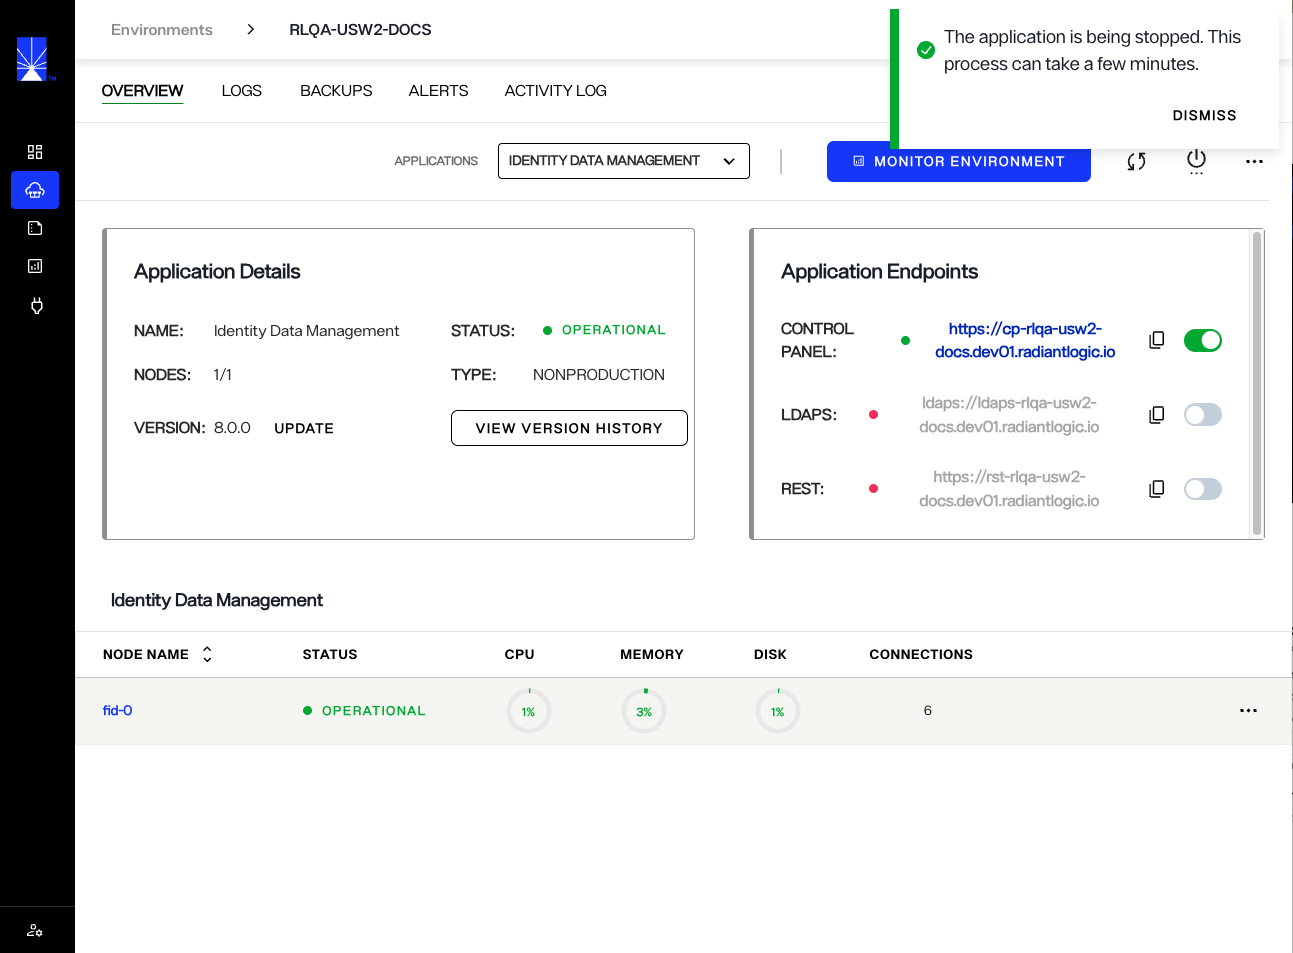 Environments > RLQA-USW2-DOCS
The application is being stopped. This
process can take a few minutes.
DISMISS
OVERVIEW LOGS BACKUPS ALERTS ACTIVITY LOG
APPLICATIONS IDENTITY DATA MANAGEMENT MONITOR ENVIRONMENT
Application Details
NAME: Identity Data Management STATUS: OPERATIONAL
NODES: 1/1 TYPE: NONPRODUCTION
VERSION: 8.0.0 UPDATE VIEW VERSION HISTORY
Application Endpoints
CONTROL
PANEL:
https://cp-rlqa-usw2-
docs.dev01.radiantlogic.io
LDAPS:
ldaps://ldaps-rlqa-usw2-
docs.dev01.radiantlogic.io
REST:
https://rst-rlqa-usw2-
docs.dev01.radiantlogic.io
Identity Data Management
NODE NAME STATUS CPU MEMORY DISK CONNECTIONS
fid-0 OPERATIONAL 1% 3% 1% 6